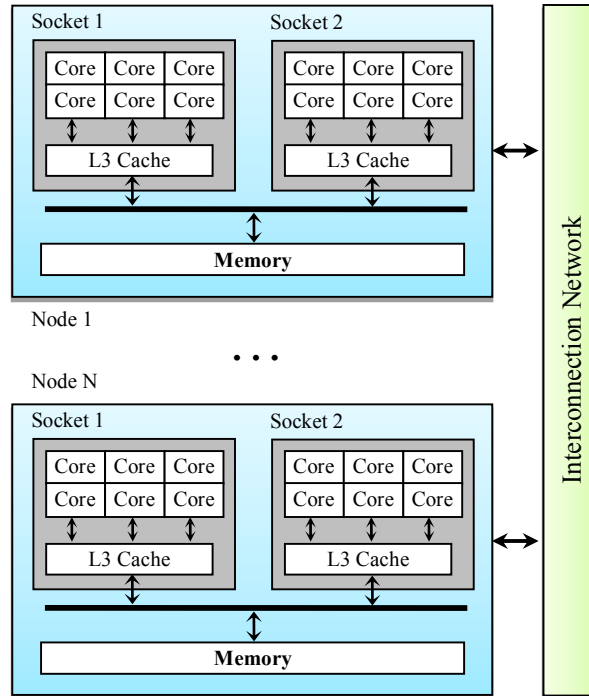 Socket 1 Socket 2
Core Core Core Core Core Core
Core Core Core Core Core Core
L3 Cache L3 Cache
Memory
Node 1
. . .
Node N
Socket 1 Socket 2
Core Core Core Core Core Core
Core Core Core Core Core Core
L3 Cache L3 Cache
Memory
Interconnection Network